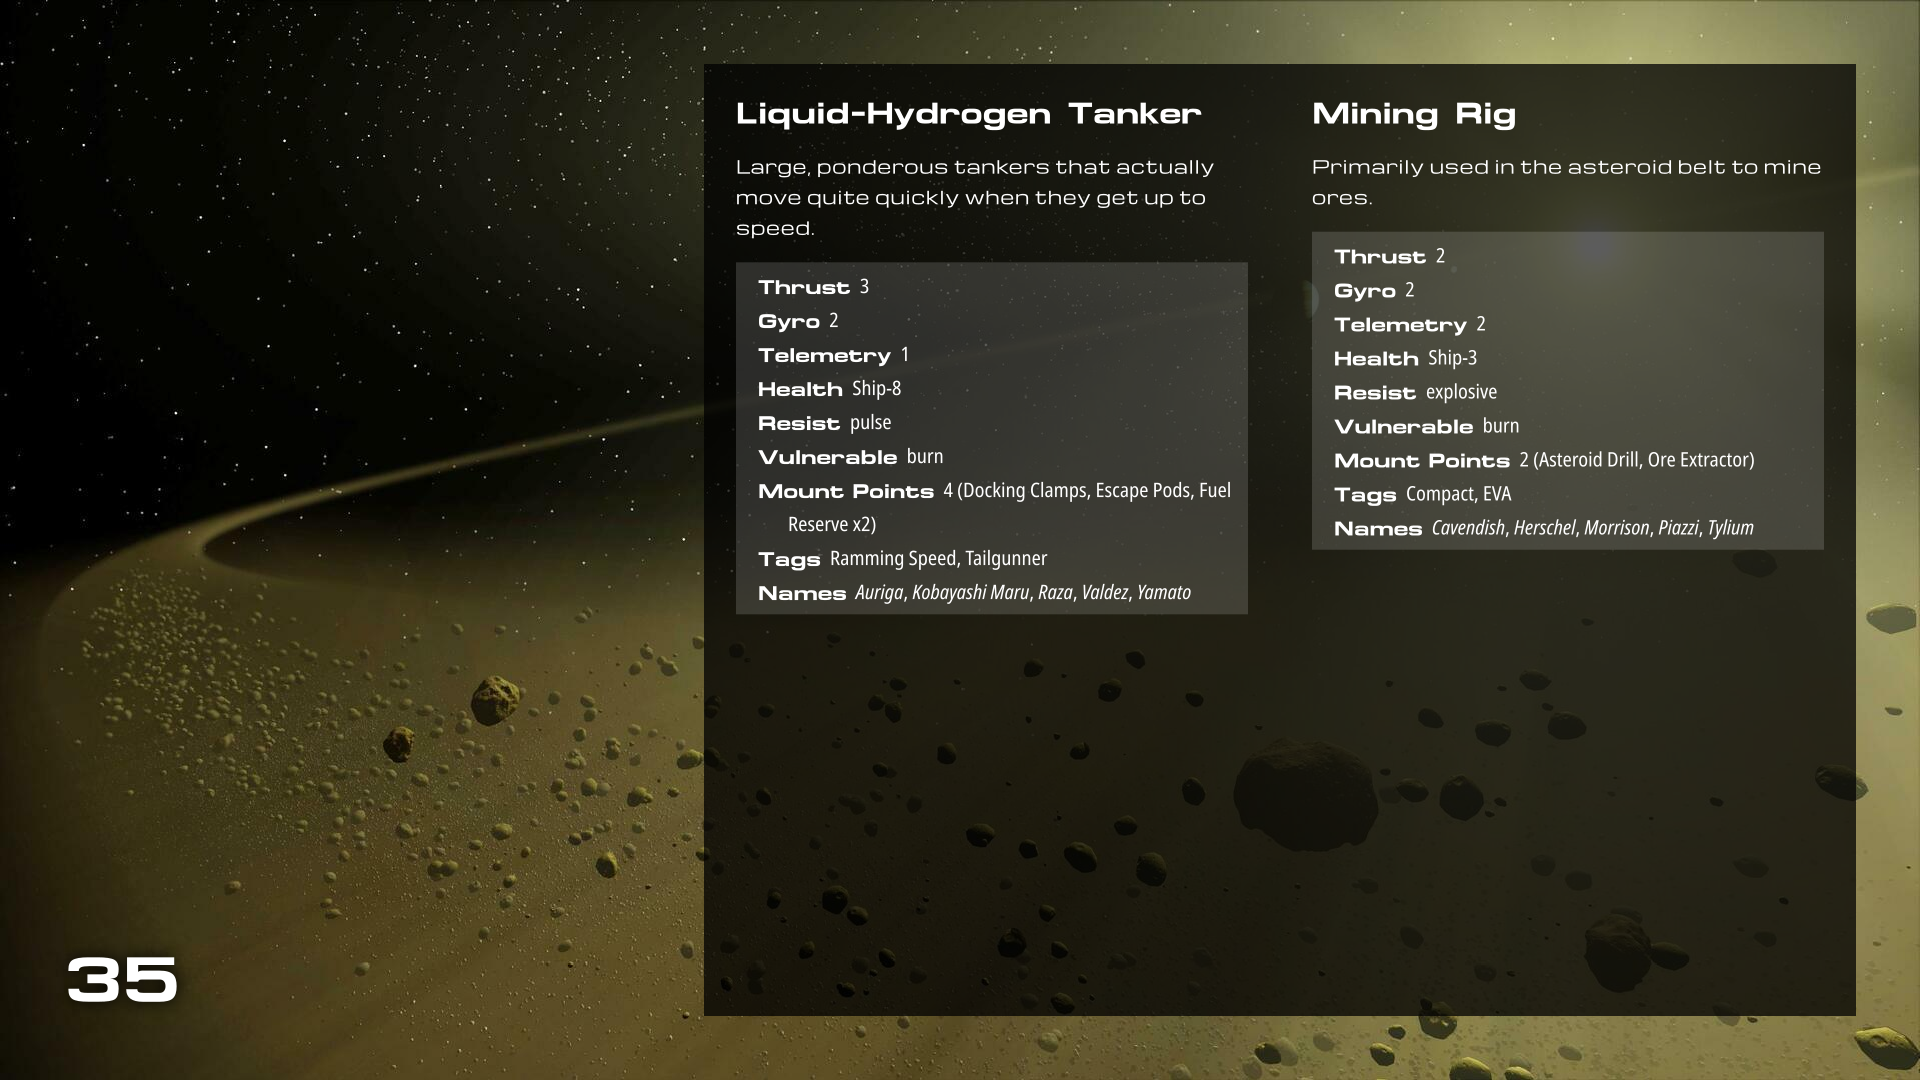 Liquid-Hydrogen Tanker
Large, ponderous tankers that actually
move quite quickly when they get up to
speed.
Thrust 3
Gyro 2
Telemetry 1
Health Ship-8
Resist pulse
Vulnerable burn
Mount Points 4 (Docking Clamps, Escape Pods, Fuel
Reserve x2)
Tags Ramming Speed, Tailgunner
Names Auriga, Kobayashi Maru, Raza, Valdez, Yamato
Mining Rig
Primarily used in the asteroid belt to mine
ores.
Thrust 2
Gyro 2
Telemetry 2
Health Ship-3
Resist explosive
Vulnerable burn
Mount Points 2 (Asteroid Drill, Ore Extractor)
Tags Compact, EVA
Names Cavendish, Herschel, Morrison, Piazzi, Tylium
35